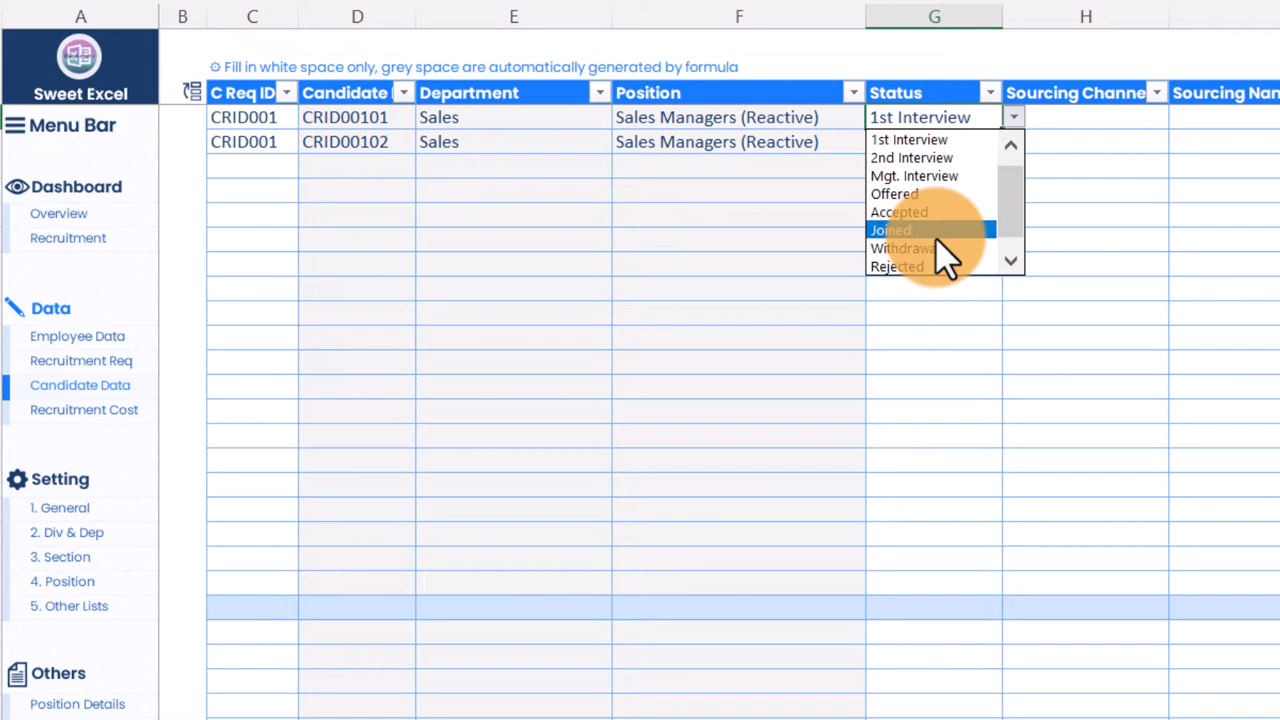 A B C D E F G H
Sweet Excel
Menu Bar
Dashboard
Overview
Recruitment
Data
Employee Data
Recruitment Req
Candidate Data
Recruitment Cost
Setting
1. General
2. Div & Dep
3. Section
4. Position
5. Other Lists
Others
Position Details
Fill in white space only, grey space are automatically generated by formula
C Req ID Candidate Department Position Status Sourcing Channe Sourcing Nan
CRID001 CRID00101 Sales Sales Managers (Reactive) 1st Interview
CRID001 CRID00102 Sales Sales Managers (Reactive)
1st Interview
2nd Interview
Mgt. Interview
Offered
Accepted
Joined
Withdrawa
Rejected